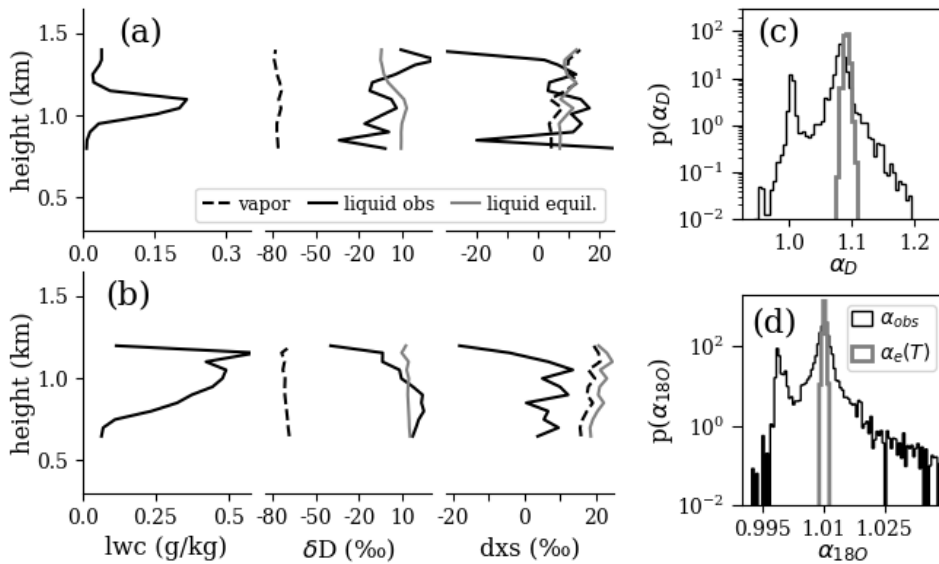 (a)
height (km)
1.5
1.0
0.5
vapor liquid obs liquid equil.
0 0.15 0.3
-80 -50 -20 10
-20 0 20
(b)
height (km)
1.5
1.0
0.5
0 0.25 0.5
-80 -50 -20 10
-20 0 20
lwc (g/kg)
δD (‰)
dxs (‰)
(c)
p(α_D)
10²
10¹
10⁰
10⁻¹
10⁻²
1.0 1.1 1.2
α_D
(d)
α_obs
α_e(T)
p(α_18O)
10²
10⁰
10⁻²
0.995 1.01 1.025
α_18O